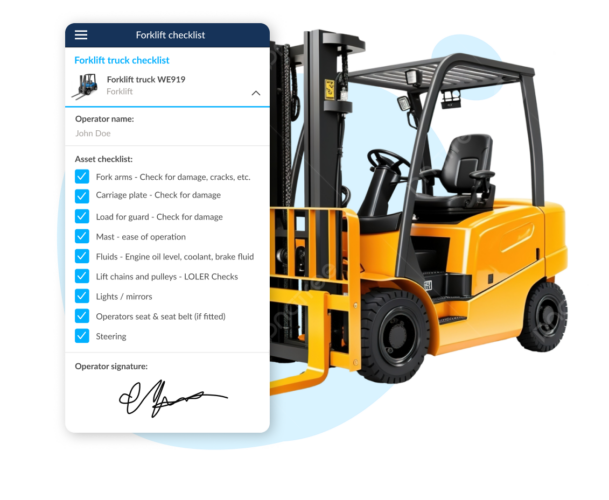 Forklift checklist
Forklift truck checklist
Forklift truck WE919
Forklift
Operator name:
John Doe
Asset checklist:
Fork arms - Check for damage, cracks, etc.
Carriage plate - Check for damage
Load for guard - Check for damage
Mast - ease of operation
Fluids - Engine oil level, coolant, brake fluid
Lift chains and pulleys - LOLER Checks
Lights / mirrors
Operators seat & seat belt (if fitted)
Steering
Operator signature: